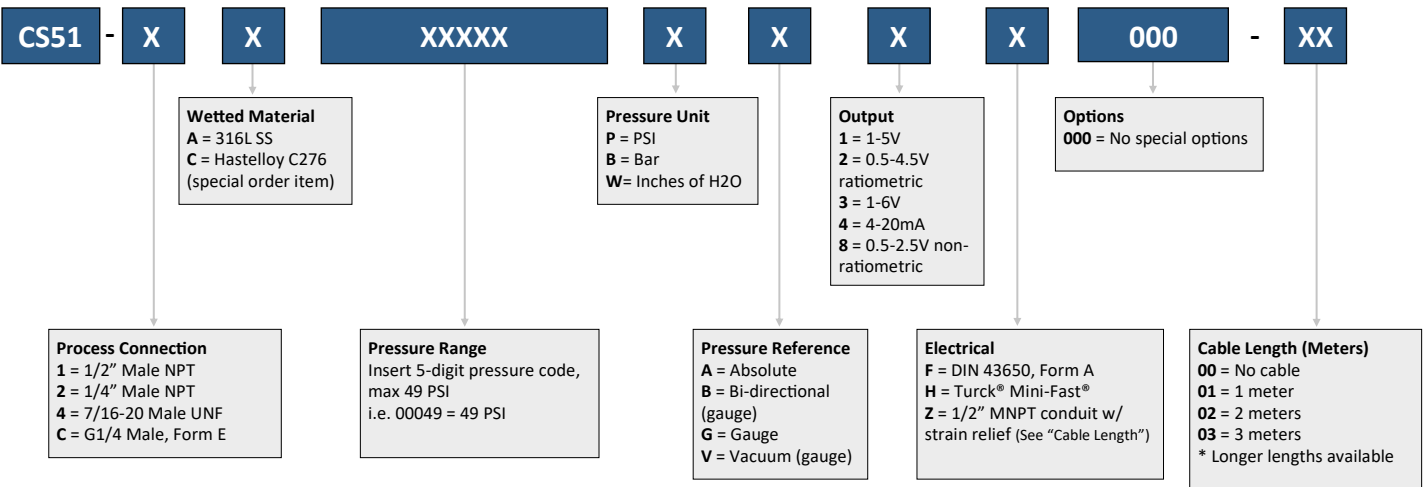 CS51 - X X XXXXX X X X X 000 - XX
Wetted Material
A = 316L SS
C = Hastelloy C276
(special order item)
Pressure Unit
P = PSI
B = Bar
W= Inches of H2O
Output
1 = 1-5V
2 = 0.5-4.5V
ratiometric
3 = 1-6V
4 = 4-20mA
8 = 0.5-2.5V non-
ratiometric
Options
000 = No special options
Process Connection
1 = 1/2” Male NPT
2 = 1/4” Male NPT
4 = 7/16-20 Male UNF
C = G1/4 Male, Form E
Pressure Range
Insert 5-digit pressure code,
max 49 PSI
i.e. 00049 = 49 PSI
Pressure Reference
A = Absolute
B = Bi-directional
(gauge)
G = Gauge
V = Vacuum (gauge)
Electrical
F = DIN 43650, Form A
H = Turck® Mini-Fast®
Z = 1/2” MNPT conduit w/
strain relief (See “Cable Length”)
Cable Length (Meters)
00 = No cable
01 = 1 meter
02 = 2 meters
03 = 3 meters
* Longer lengths available